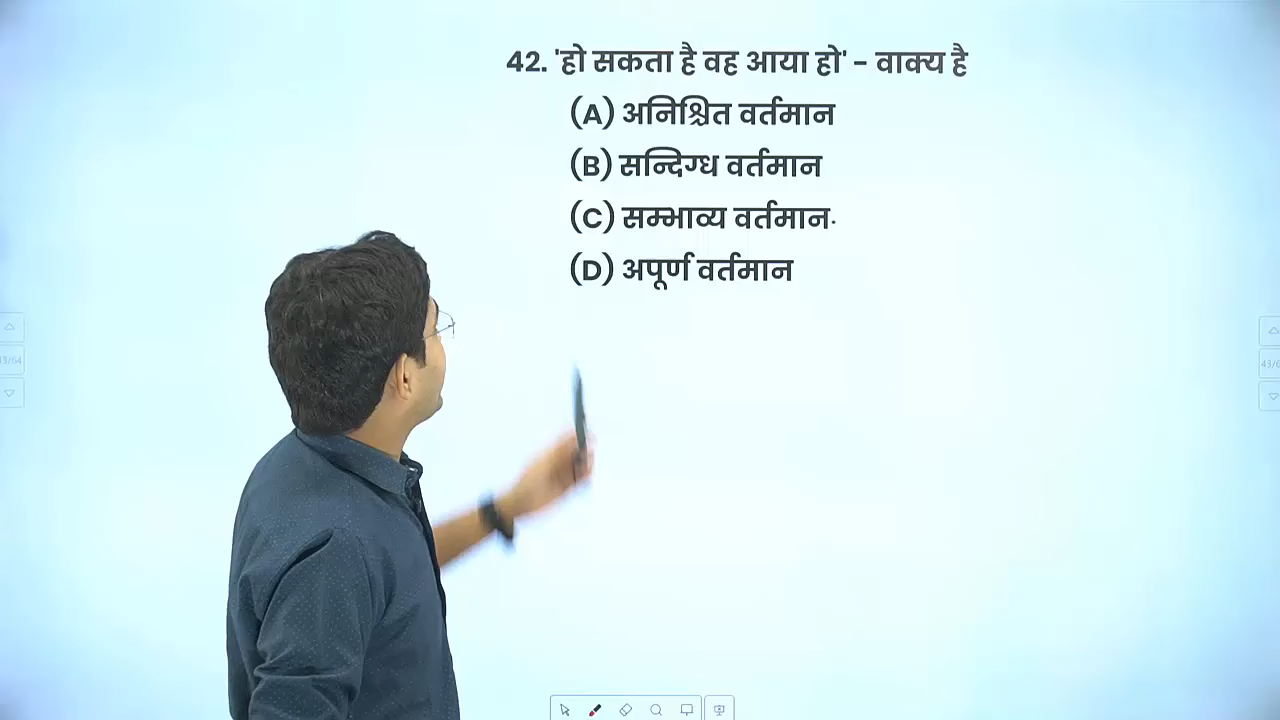 42. 'हो सकता है वह आया हो' - वाक्य है
(A) अनिश्चित वर्तमान
(B) सन्दिग्ध वर्तमान
(C) सम्भाव्य वर्तमान
(D) अपूर्ण वर्तमान